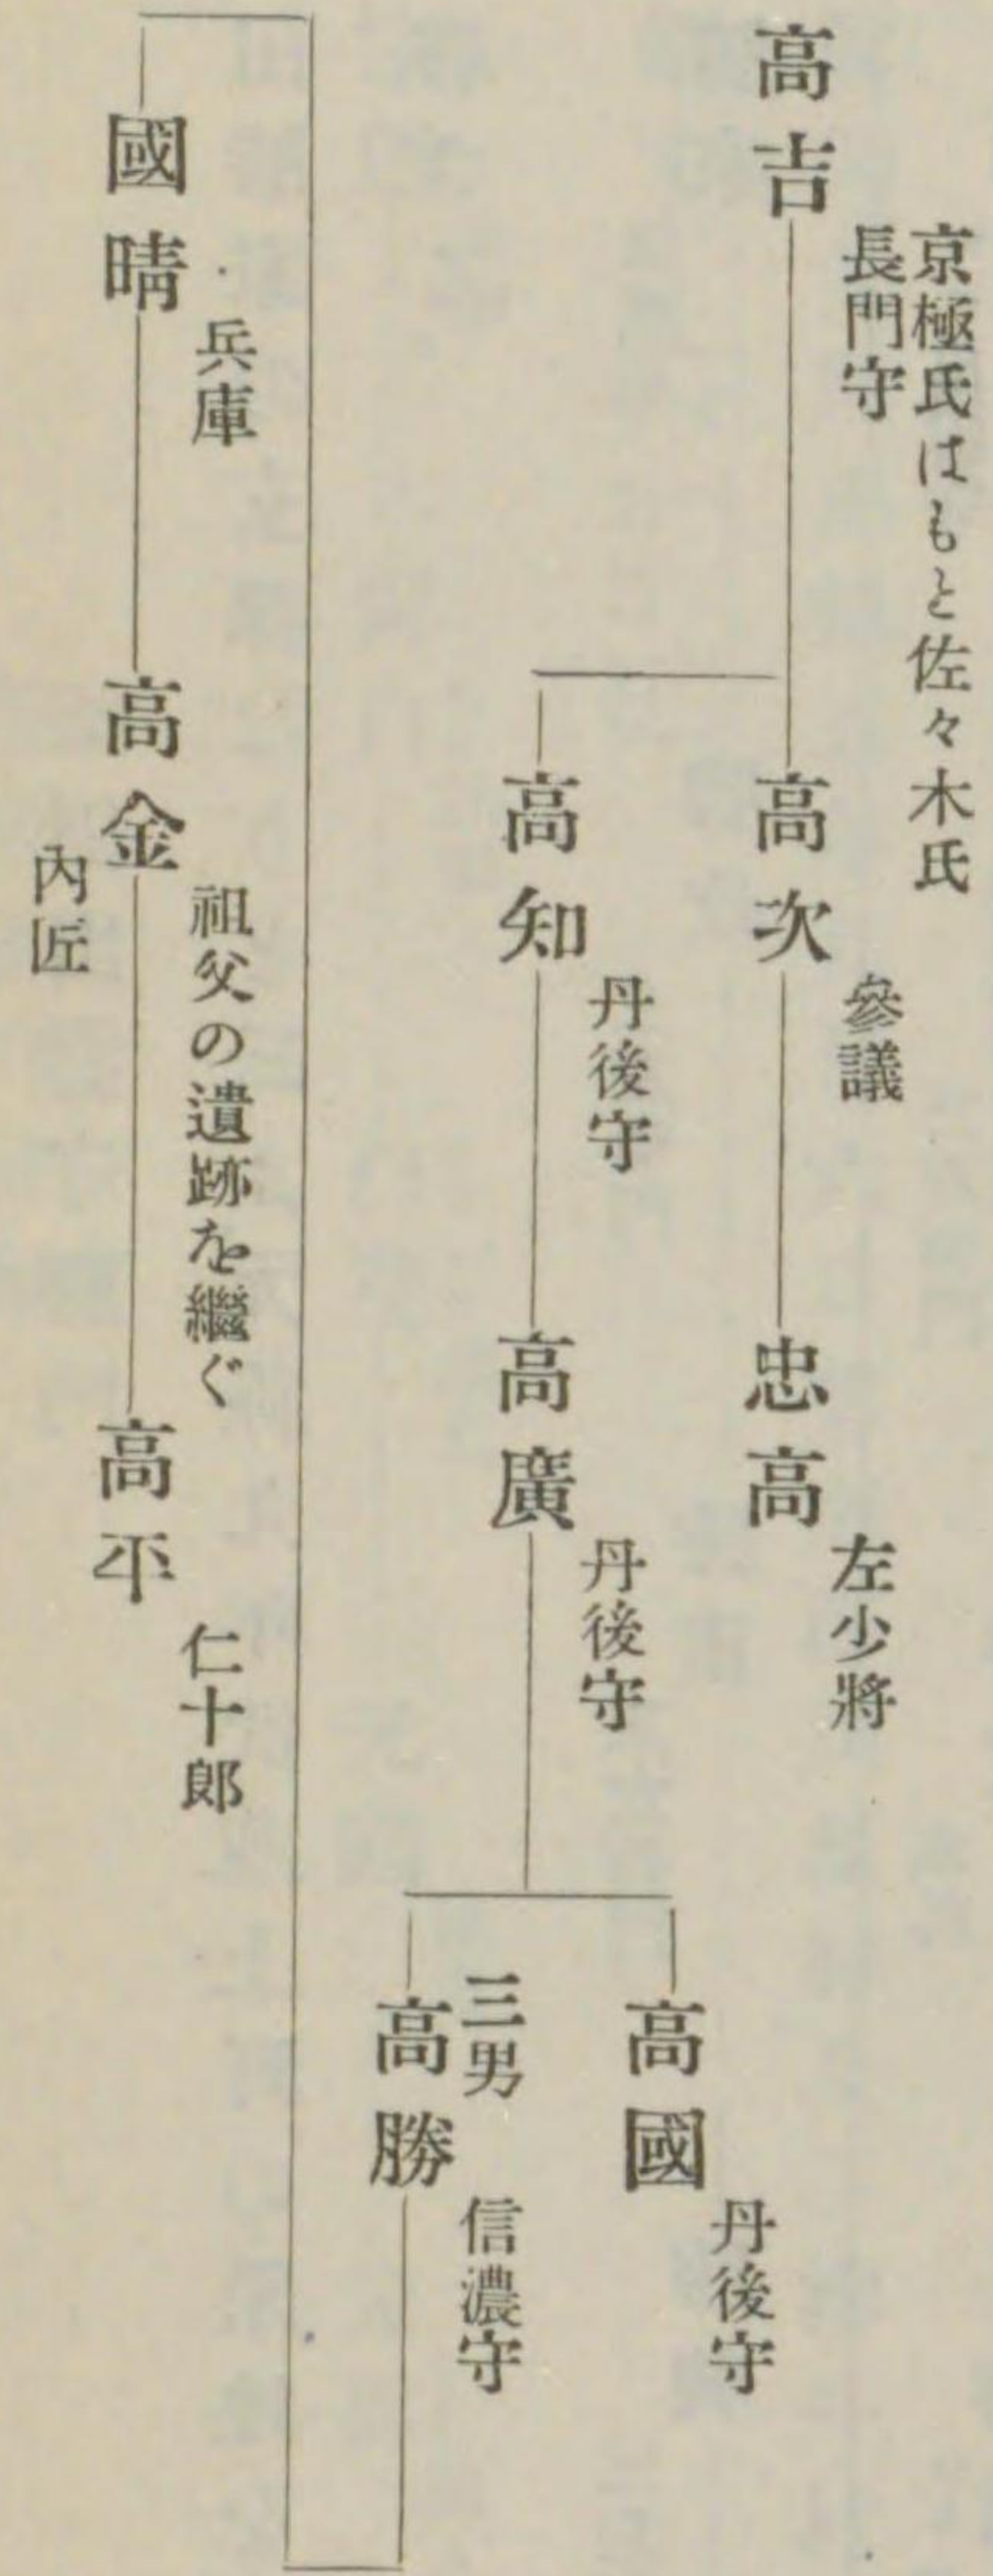 高吉
京極氏はもと佐々木氏
長門守
高次
參議
忠高
左少將
高知
丹後守
高廣
丹後守
高國
丹後守
三男
高勝
信濃守
國晴
兵庫
高金
祖父の遺跡を繼ぐ
內匠
高平
仁十郎